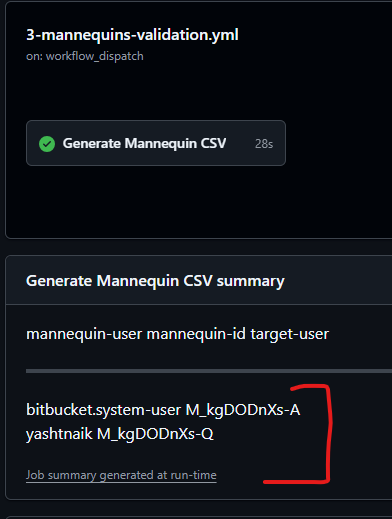 3-mannequins-validation.yml
on: workflow_dispatch
Generate Mannequin CSV 28s
Generate Mannequin CSV summary
mannequin-user mannequin-id target-user
bitbucket.system-user M_kgDODnXs-A
yashtnaik M_kgDODnXs-Q
Job summary generated at run-time